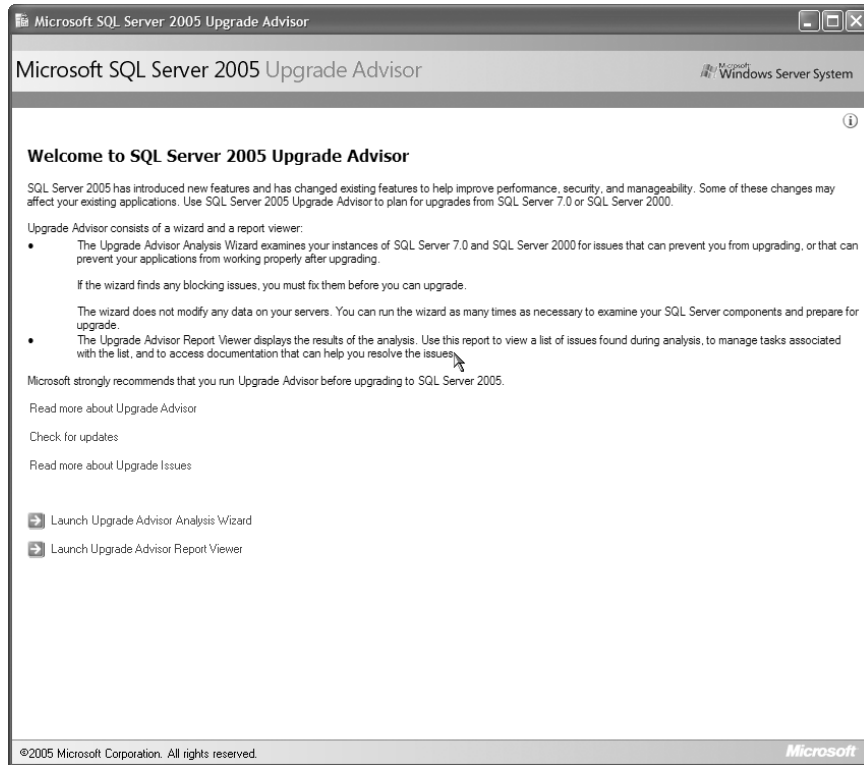 Microsoft SQL Server 2005 Upgrade Advisor
Microsoft SQL Server 2005 Upgrade Advisor
Microsoft
Windows Server System
Welcome to SQL Server 2005 Upgrade Advisor
SQL Server 2005 has introduced new features and has changed existing features to help improve performance, security, and manageability. Some of these changes may
affect your existing applications. Use SQL Server 2005 Upgrade Advisor to plan for upgrades from SQL Server 7.0 or SQL Server 2000.
Upgrade Advisor consists of a wizard and a report viewer:
• The Upgrade Advisor Analysis Wizard examines your instances of SQL Server 7.0 and SQL Server 2000 for issues that can prevent you from upgrading, or that can
prevent your applications from working properly after upgrading.
If the wizard finds any blocking issues, you must fix them before you can upgrade.
The wizard does not modify any data on your servers. You can run the wizard as many times as necessary to examine your SQL Server components and prepare for
upgrade.
• The Upgrade Advisor Report Viewer displays the results of the analysis. Use this report to view a list of issues found during analysis, to manage tasks associated
with the list, and to access documentation that can help you resolve the issues.
Microsoft strongly recommends that you run Upgrade Advisor before upgrading to SQL Server 2005.
Read more about Upgrade Advisor
Check for updates
Read more about Upgrade Issues
Launch Upgrade Advisor Analysis Wizard
Launch Upgrade Advisor Report Viewer
©2005 Microsoft Corporation. All rights reserved.
Microsoft